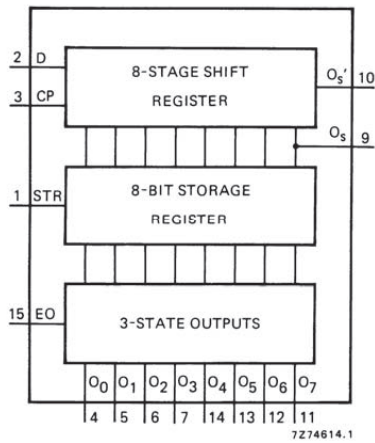 2 D
8-STAGE SHIFT
REGISTER
Os' 10
3 CP
Os 9
8-BIT STORAGE
REGISTER
1 STR
15 EO
3-STATE OUTPUTS
O0 O1 O2 O3 O4 O5 O6 O7
4 5 6 7 14 13 12 11
7Z74614.1